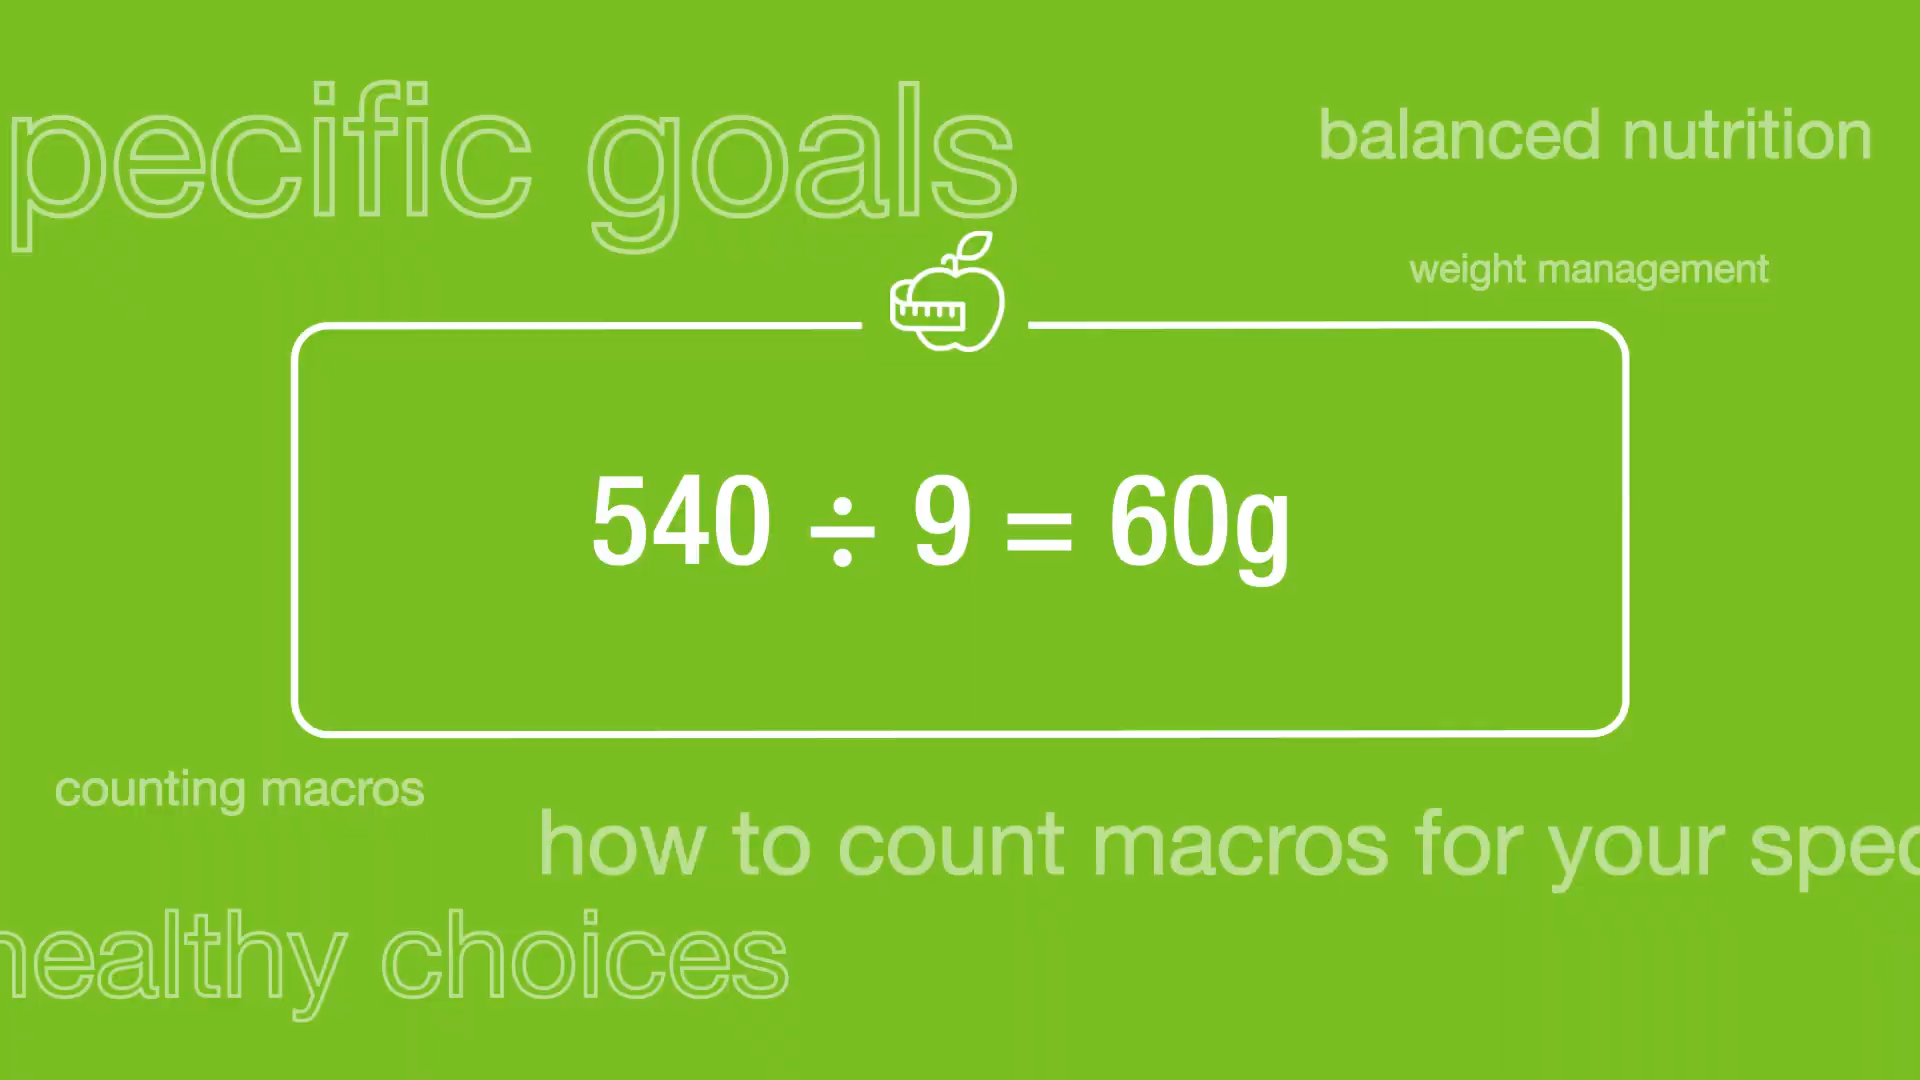 pecific goals
balanced nutrition
weight management
540 ÷ 9 = 60g
counting macros
how to count macros for your spec
healthy choices